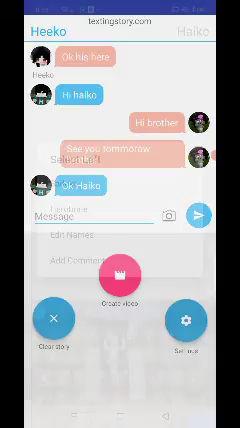 textingstory.com
Heeko
Haiko
Ok his here
Heeko
Hi haiko
Hi brother
See you tommorow
Ok Haiko
Message
Edit Names
Add Comment
Create video
Clear story
Settings